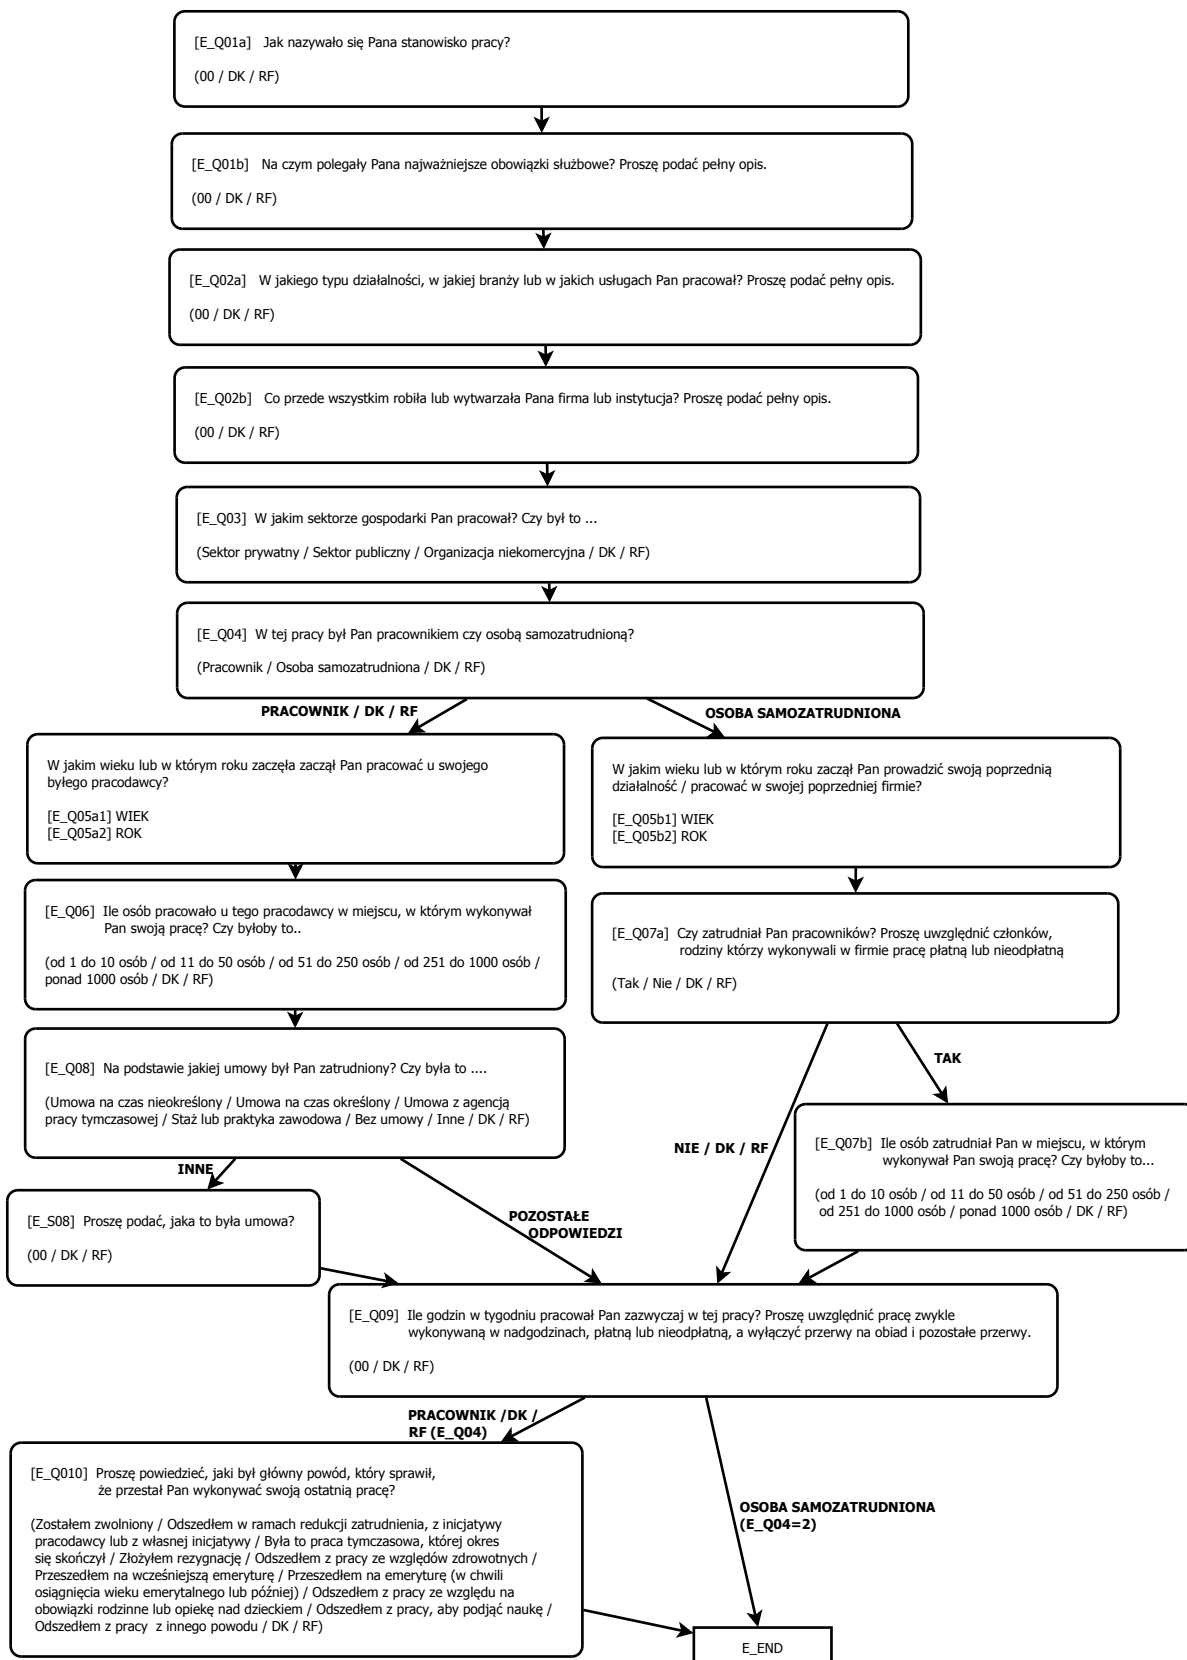 [E_Q01a] Jak nazywało się Pana stanowisko pracy?
(00 / DK / RF)
[E_Q01b] Na czym polegały Pana najważniejsze obowiązki służbowe? Proszę podać pełny opis.
(00 / DK / RF)
[E_Q02a] W jakiego typu działalności, w jakiej branży lub w jakich usługach Pan pracował? Proszę podać pełny opis.
(00 / DK / RF)
[E_Q02b] Co przede wszystkim robiła lub wytwarzała Pana firma lub instytucja? Proszę podać pełny opis.
(00 / DK / RF)
[E_Q03] W jakim sektorze gospodarki Pan pracował? Czy był to ...
(Sektor prywatny / Sektor publiczny / Organizacja niekomercyjna / DK / RF)
[E_Q04] W tej pracy był Pan pracownikiem czy osobą samozatrudnioną?
(Pracownik / Osoba samozatrudniona / DK / RF)
PRACOWNIK / DK / RF
OSOBA SAMOZATRUDNIONA
W jakim wieku lub w którym roku zaczęła zaczął Pan pracować u swojego
byłego pracodawcy?
[E_Q05a1] WIEK
[E_Q05a2] ROK
W jakim wieku lub w którym roku zaczął Pan prowadzić swoją poprzednią
działalność / pracować w swojej poprzedniej firmie?
[E_Q05b1] WIEK
[E_Q05b2] ROK
[E_Q06] Ile osób pracowało u tego pracodawcy w miejscu, w którym wykonywał
Pan swoją pracę? Czy byłoby to..
(od 1 do 10 osób / od 11 do 50 osób / od 51 do 250 osób / od 251 do 1000 osób /
ponad 1000 osób / DK / RF)
[E_Q07a] Czy zatrudniał Pan pracowników? Proszę uwzględnić członków,
rodziny którzy wykonywali w firmie pracę płatną lub nieodpłatną
(Tak / Nie / DK / RF)
[E_Q08] Na podstawie jakiej umowy był Pan zatrudniony? Czy była to ....
(Umowa na czas nieokreślony / Umowa na czas określony / Umowa z agencją
pracy tymczasowej / Staż lub praktyka zawodowa / Bez umowy / Inne / DK / RF)
TAK
NIE / DK / RF
[E_Q07b] Ile osób zatrudniał Pan w miejscu, w którym
wykonywał Pan swoją pracę? Czy byłoby to...
(od 1 do 10 osób / od 11 do 50 osób / od 51 do 250 osób /
od 251 do 1000 osób / ponad 1000 osób / DK / RF)
INNE
[E_S08] Proszę podać, jaka to była umowa?
(00 / DK / RF)
POZOSTAŁE
ODPOWIEDZI
[E_Q09] Ile godzin w tygodniu pracował Pan zazwyczaj w tej pracy? Proszę uwzględnić pracę zwykle
wykonywaną w nadgodzinach, płatną lub nieodpłatną, a wyłączyć przerwy na obiad i pozostałe przerwy.
(00 / DK / RF)
PRACOWNIK /DK /
RF (E_Q04)
[E_Q010] Proszę powiedzieć, jaki był główny powód, który sprawił,
że przestał Pan wykonywać swoją ostatnią pracę?
(Zostałem zwolniony / Odszedłem w ramach redukcji zatrudnienia, z inicjatywy
pracodawcy lub z własnej inicjatywy / Była to praca tymczasowa, której okres
się skończył / Złożyłem rezygnację / Odszedłem z pracy ze względów zdrowotnych /
Przeszedłem na wcześniejszą emeryturę / Przeszedłem na emeryturę (w chwili
osiągnięcia wieku emerytalnego lub później) / Odszedłem z pracy ze względu na
obowiązki rodzinne lub opiekę nad dzieckiem / Odszedłem z pracy, aby podjąć naukę /
Odszedłem z pracy z innego powodu / DK / RF)
OSOBA SAMOZATRUDNIONA
(E_Q04=2)
E_END